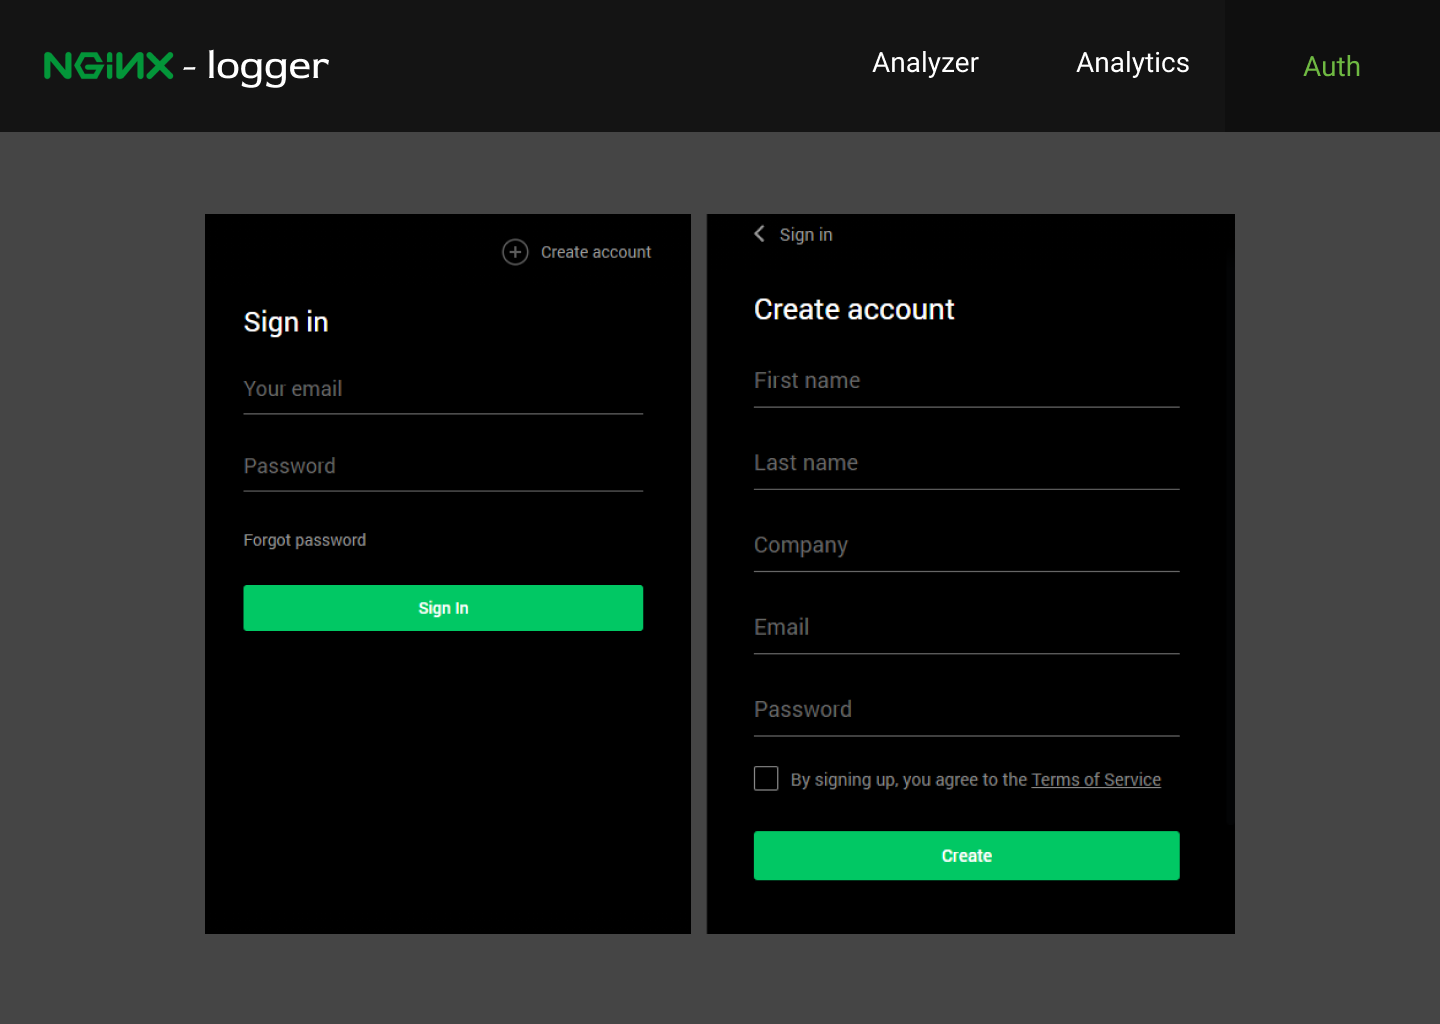 NGINX - logger
Analyzer
Analytics
Auth
Create account
Sign in
Your email
Password
Forgot password
Sign In
Sign in
Create account
First name
Last name
Company
Email
Password
By signing up, you agree to the Terms of Service
Create